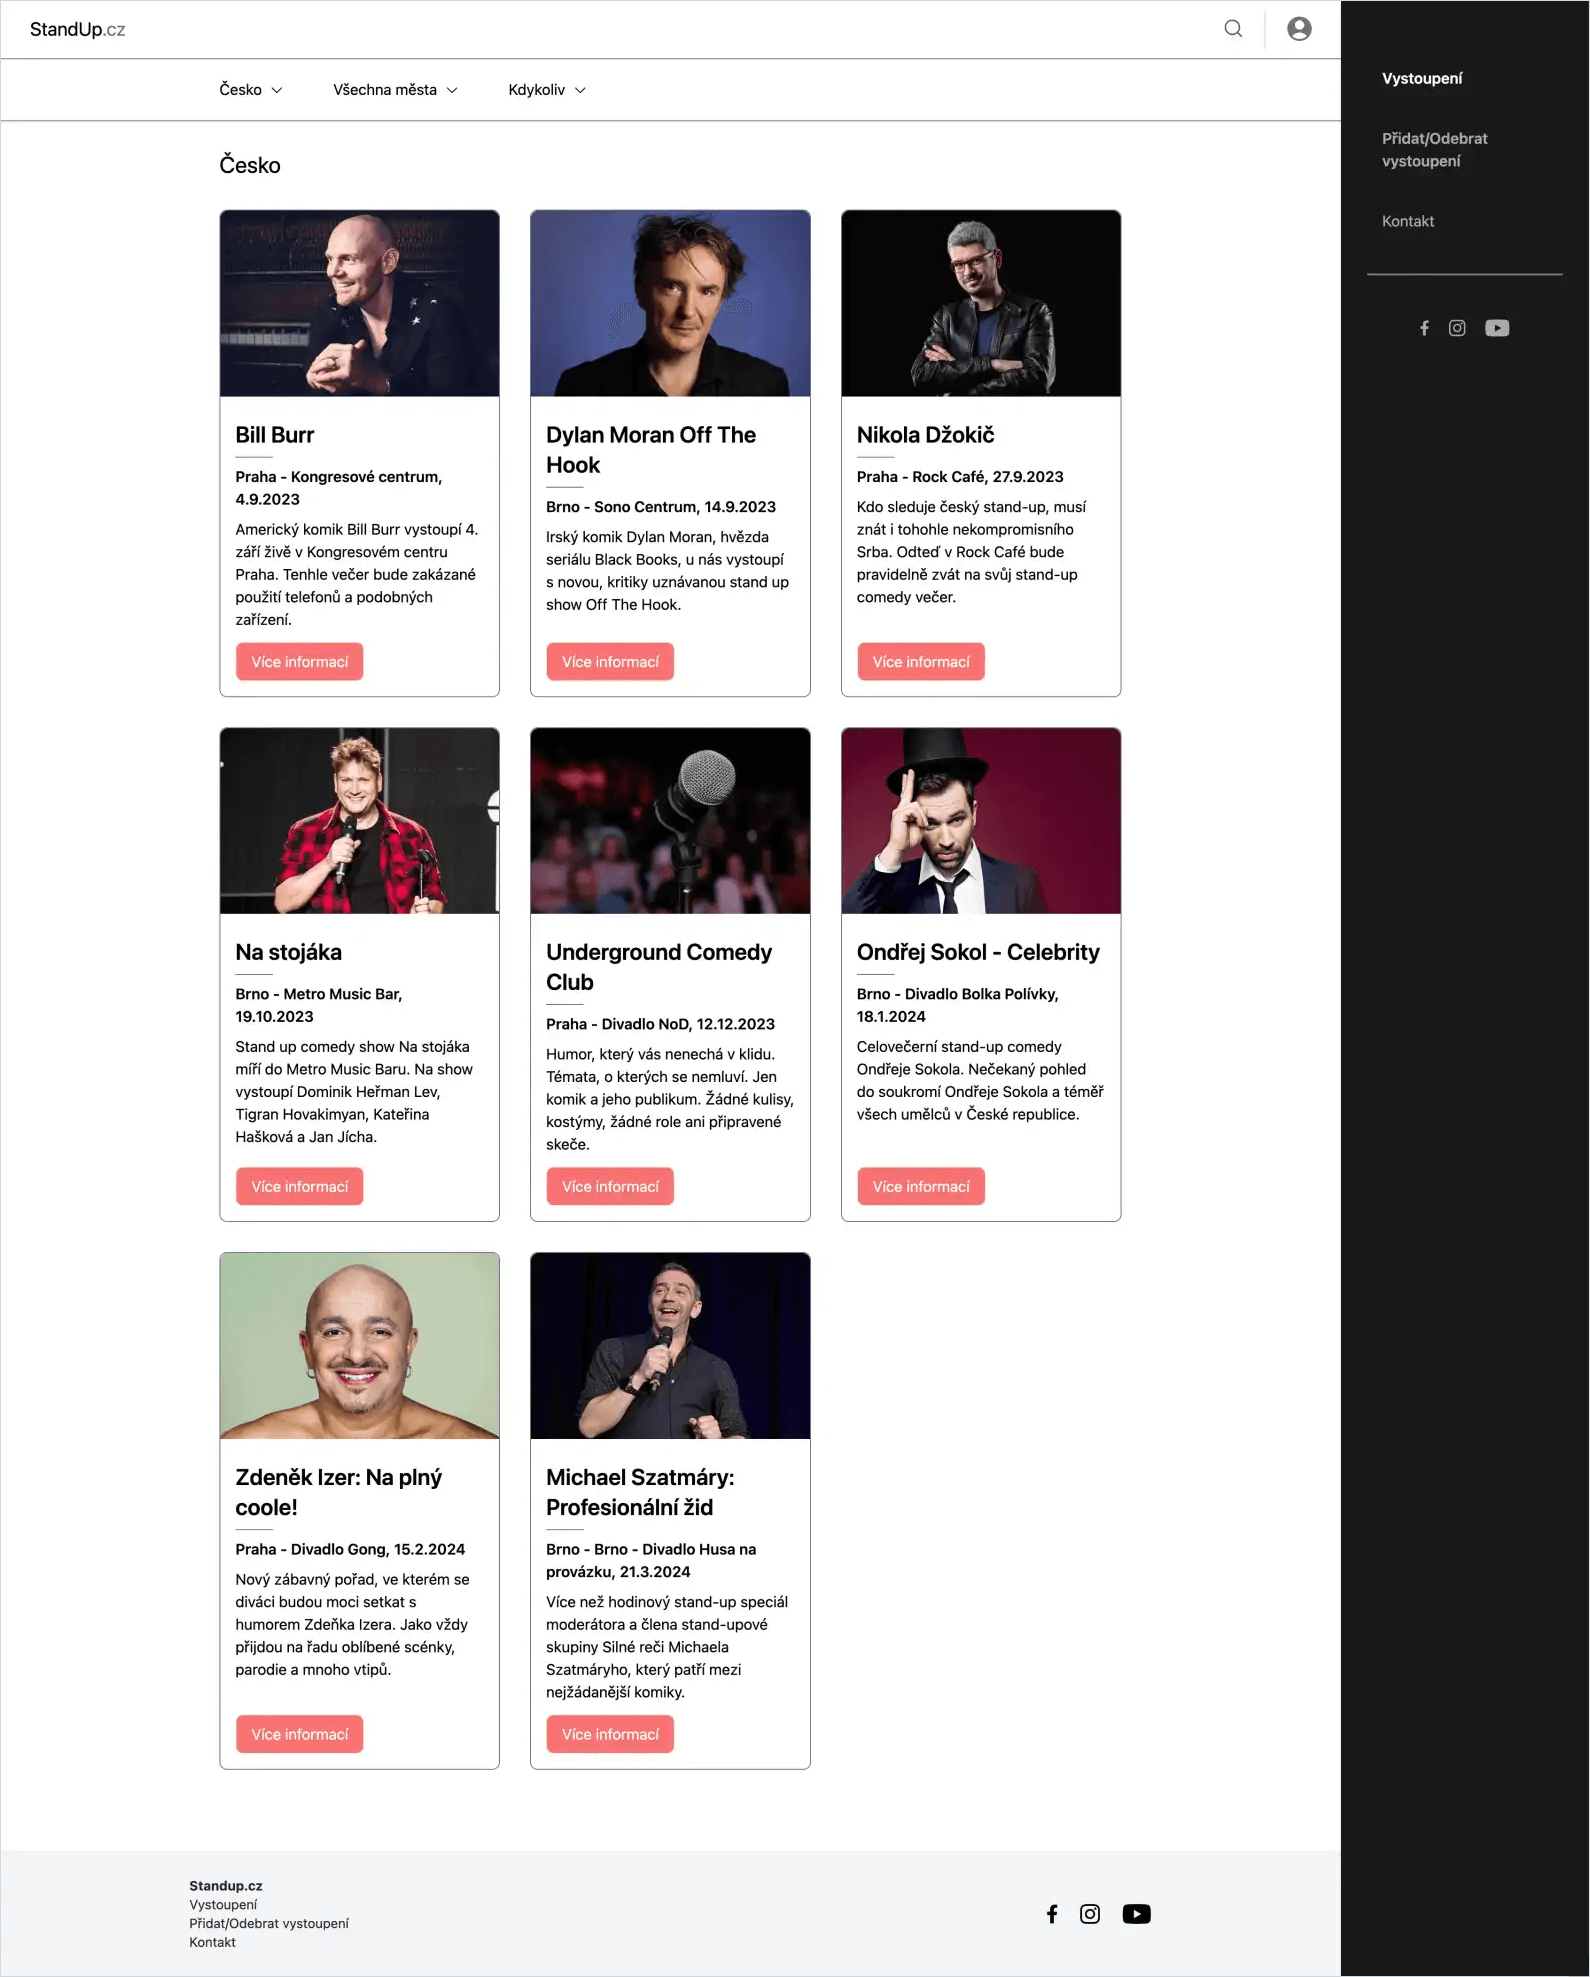 StandUp.cz
Česko
Všechna města
Kdykoliv
Česko
Bill Burr
Praha - Kongresové centrum,
4.9.2023
Americký komik Bill Burr vystoupí 4.
září živě v Kongresovém centru
Praha. Tenhle večer bude zakázané
použití telefonů a podobných
zařízení.
Více informací
Dylan Moran Off The
Hook
Brno - Sono Centrum, 14.9.2023
Irský komik Dylan Moran, hvězda
seriálu Black Books, u nás vystoupí
s novou, kritiky uznávanou stand up
show Off The Hook.
Více informací
Nikola Džokič
Praha - Rock Café, 27.9.2023
Kdo sleduje český stand-up, musí
znát i tohohle nekompromisního
Srba. Odteď v Rock Café bude
pravidelně zvát na svůj stand-up
comedy večer.
Více informací
Na stojáka
Brno - Metro Music Bar,
19.10.2023
Stand up comedy show Na stojáka
míří do Metro Music Baru. Na show
vystoupí Dominik Heřman Lev,
Tigran Hovakimyan, Kateřina
Hašková a Jan Jícha.
Více informací
Underground Comedy
Club
Praha - Divadlo NoD, 12.12.2023
Humor, který vás nenechá v klidu.
Témata, o kterých se nemluví. Jen
komik a jeho publikum. Žádné kulisy,
kostýmy, žádné role ani připravené
skeče.
Více informací
Ondřej Sokol - Celebrity
Brno - Divadlo Bolka Polívky,
18.1.2024
Celovečerní stand-up comedy
Ondřeje Sokola. Nečekaný pohled
do soukromí Ondřeje Sokola a téměř
všech umělců v České republice.
Více informací
Zdeněk Izer: Na plný
coole!
Praha - Divadlo Gong, 15.2.2024
Nový zábavný pořad, ve kterém se
diváci budou moci setkat s
humorem Zdeňka Izera. Jako vždy
přijdou na řadu oblíbené scénky,
parodie a mnoho vtipů.
Více informací
Michael Szatmáry:
Profesionální žid
Brno - Brno - Divadlo Husa na
provázku, 21.3.2024
Více než hodinový stand-up speciál
moderátora a člena stand-upové
skupiny Silné reči Michaela
Szatmáryho, který patří mezi
nejžádanější komiky.
Více informací
Vystoupení
Přidat/Odebrat
vystoupení
Kontakt
Standup.cz
Vystoupení
Přidat/Odebrat vystoupení
Kontakt